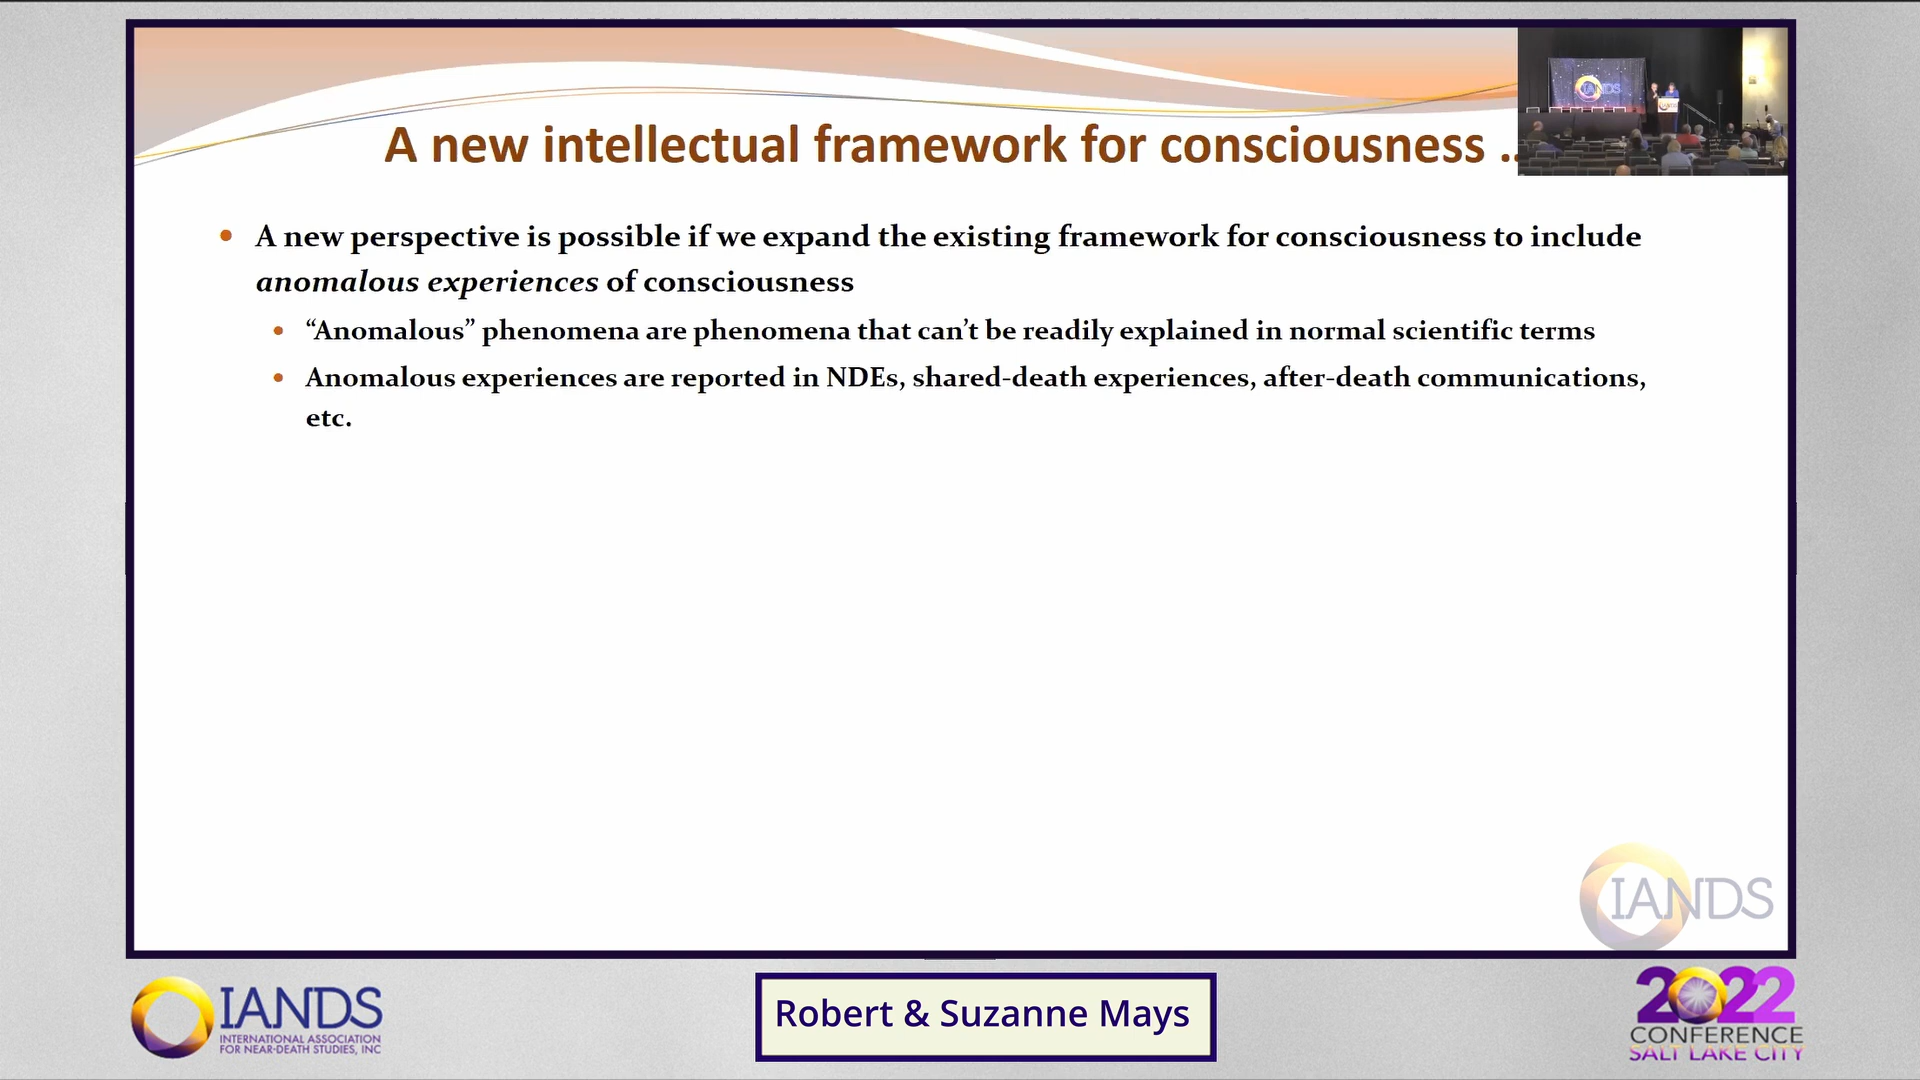 A new intellectual framework for consciousness ..
• A new perspective is possible if we expand the existing framework for consciousness to include
anomalous experiences of consciousness
• “Anomalous” phenomena are phenomena that can’t be readily explained in normal scientific terms
• Anomalous experiences are reported in NDEs, shared-death experiences, after-death communications,
etc.
IANDS
IANDS
IANDS
INTERNATIONAL ASSOCIATION
FOR NEAR-DEATH STUDIES, INC
Robert & Suzanne Mays
2022
CONFERENCE
SALT LAKE CITY